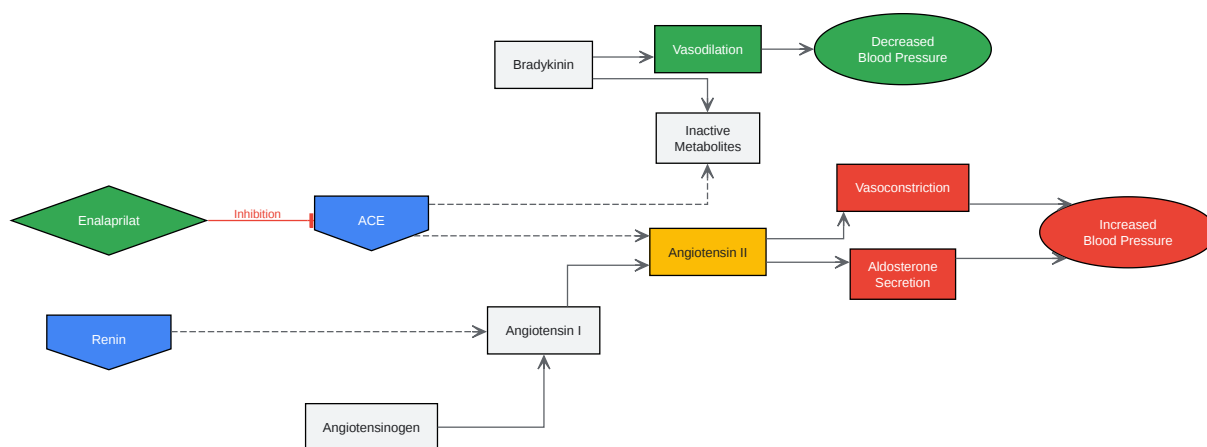 Decreased
Blood Pressure
Vasodilation
Bradykinin
Inactive
Metabolites
Vasoconstriction
Enalaprilat
Inhibition
ACE
Increased
Blood Pressure
Angiotensin II
Aldosterone
Secretion
Renin
Angiotensin I
Angiotensinogen